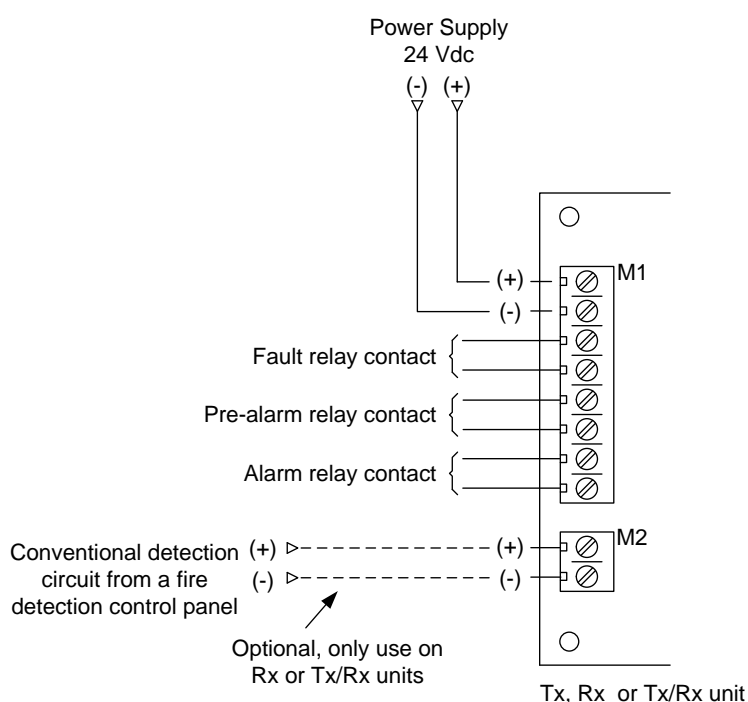 Power Supply
24 Vdc
(-) (+)
M1
(+)
(-)
Fault relay contact
Pre-alarm relay contact
Alarm relay contact
M2
Conventional detection (+) (+)
circuit from a fire (-) (-)
detection control panel
Optional, only use on
Rx or Tx/Rx units
Tx, Rx or Tx/Rx unit